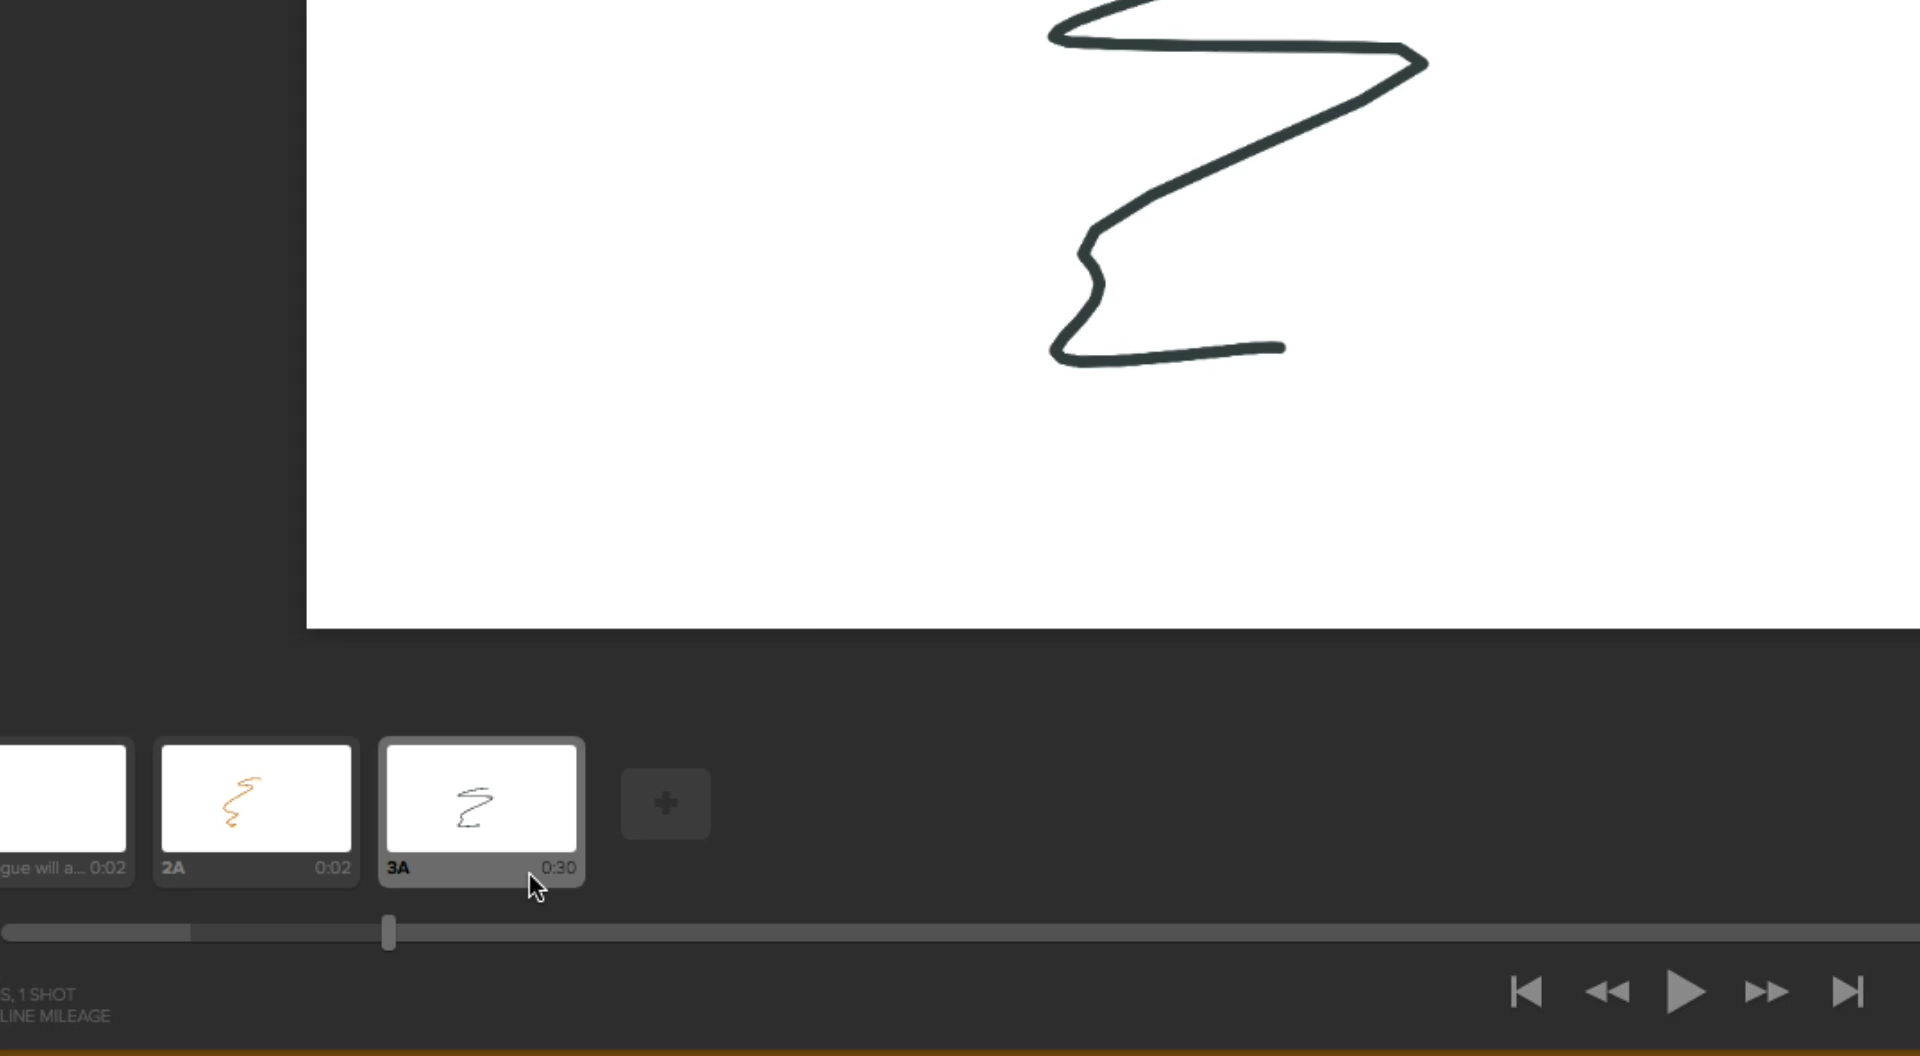 gue will a... 0:02
2A 0:02
3A 0:30
S, 1 SHOT
LINE MILEAGE